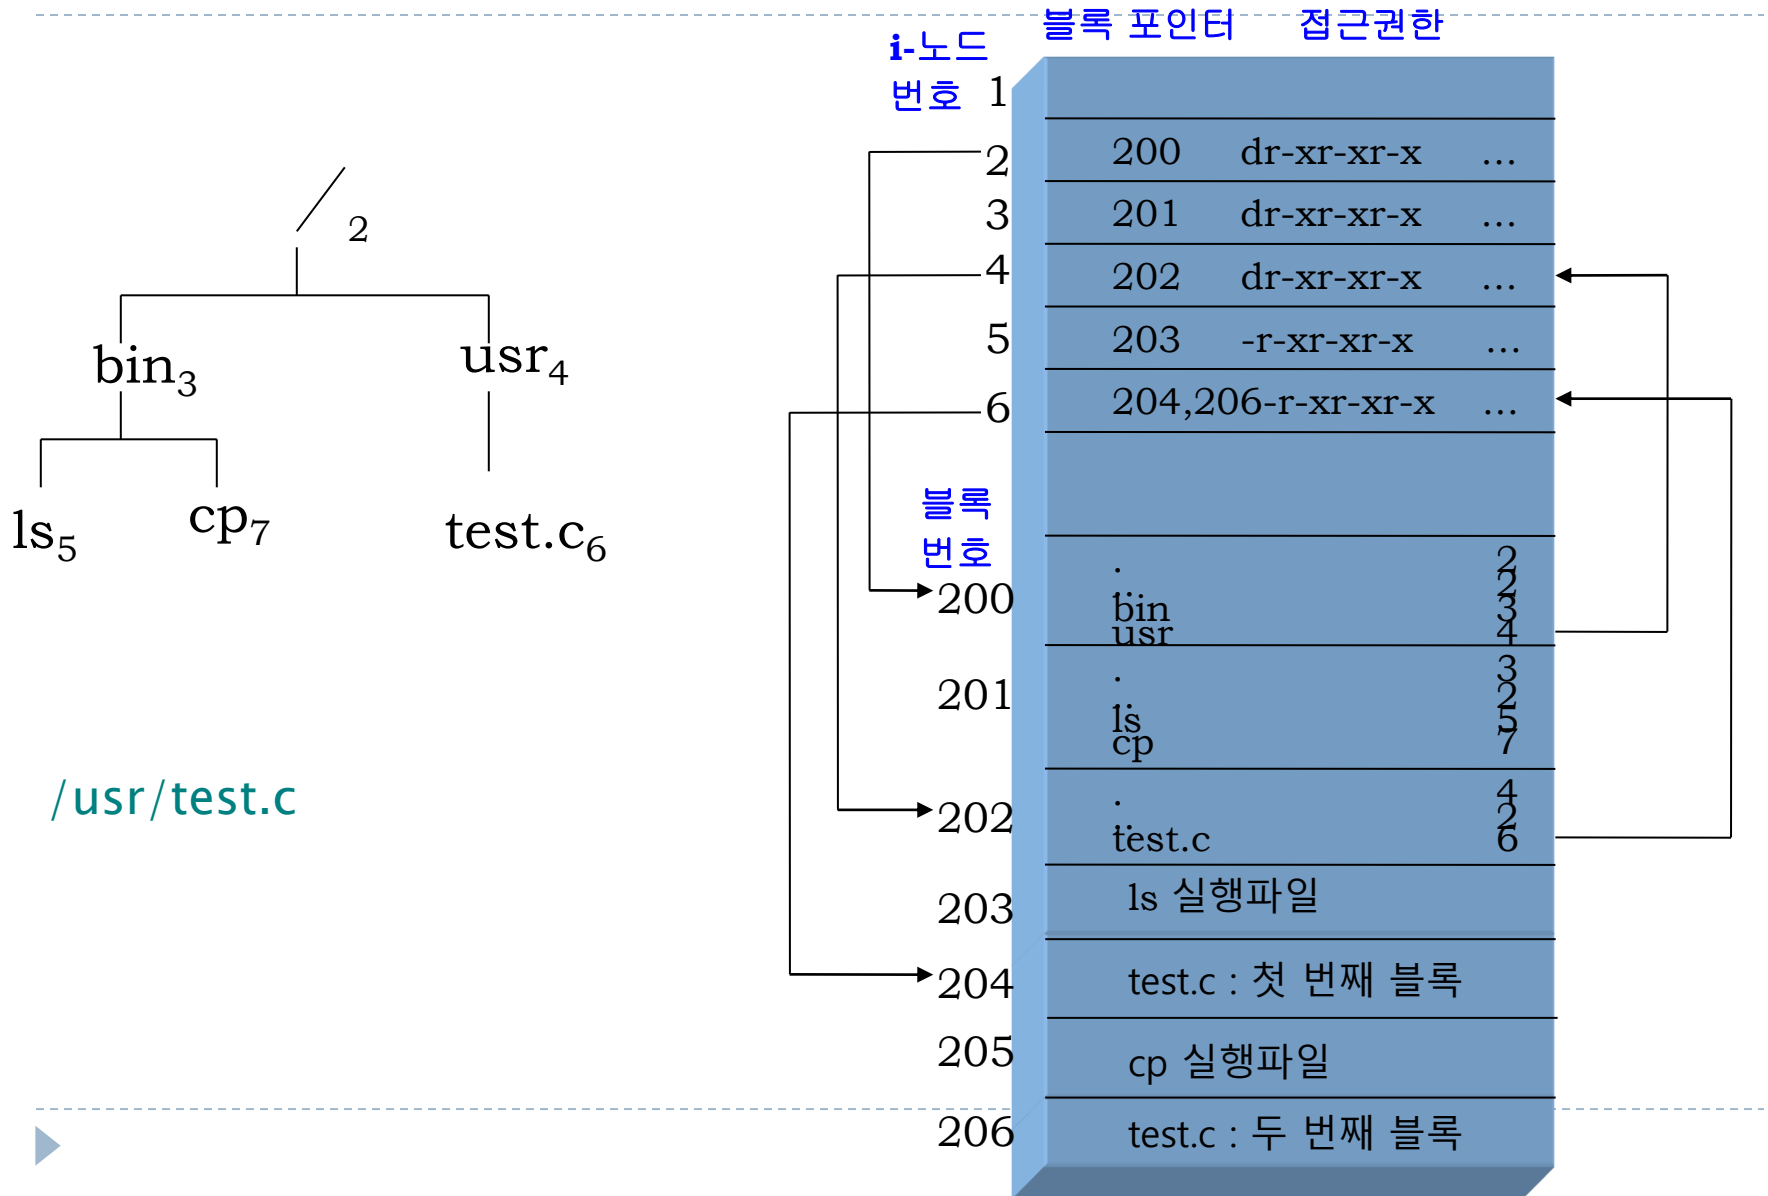 블록 포인터 접근권한
i-노드
번호
1
2 200 dr-xr-xr-x ...
3 201 dr-xr-xr-x ...
4 202 dr-xr-xr-x ...
5 203 -r-xr-xr-x ...
6 204,206-r-xr-xr-x ...
/ 2
bin3 usr4
ls5 cp7 test.c6
/usr/test.c
블록
번호
200
. 2
.. 2
bin 3
usr 4
201
. 3
.. 2
ls 5
cp 7
202
. 4
.. 2
test.c 6
203 ls 실행파일
204 test.c : 첫 번째 블록
205 cp 실행파일
206 test.c : 두 번째 블록